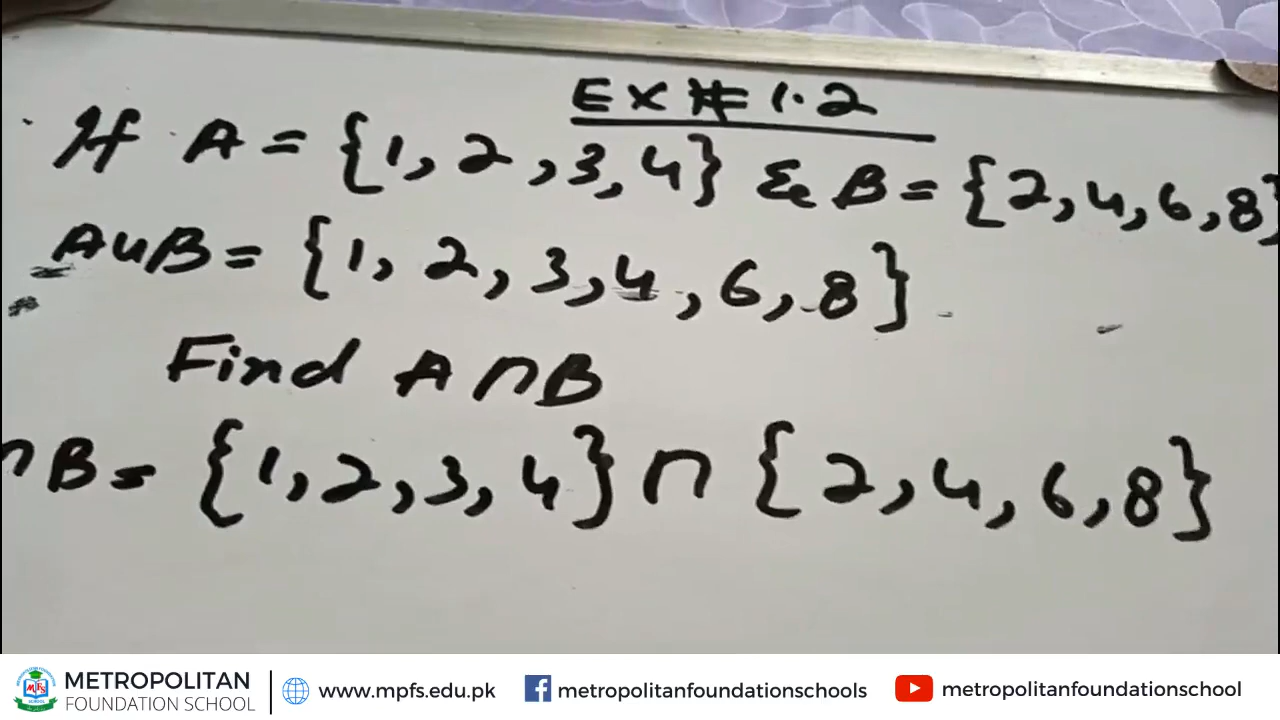 Ex # 1.2
If A = {1, 2, 3, 4} & B = {2, 4, 6, 8}
A∪B = {1, 2, 3, 4, 6, 8}
Find A∩B
∩B = {1, 2, 3, 4} ∩ {2, 4, 6, 8}
METROPOLITAN
FOUNDATION SCHOOL
MFS
www.mpfs.edu.pk
metropolitanfoundationschools
metropolitanfoundationschool